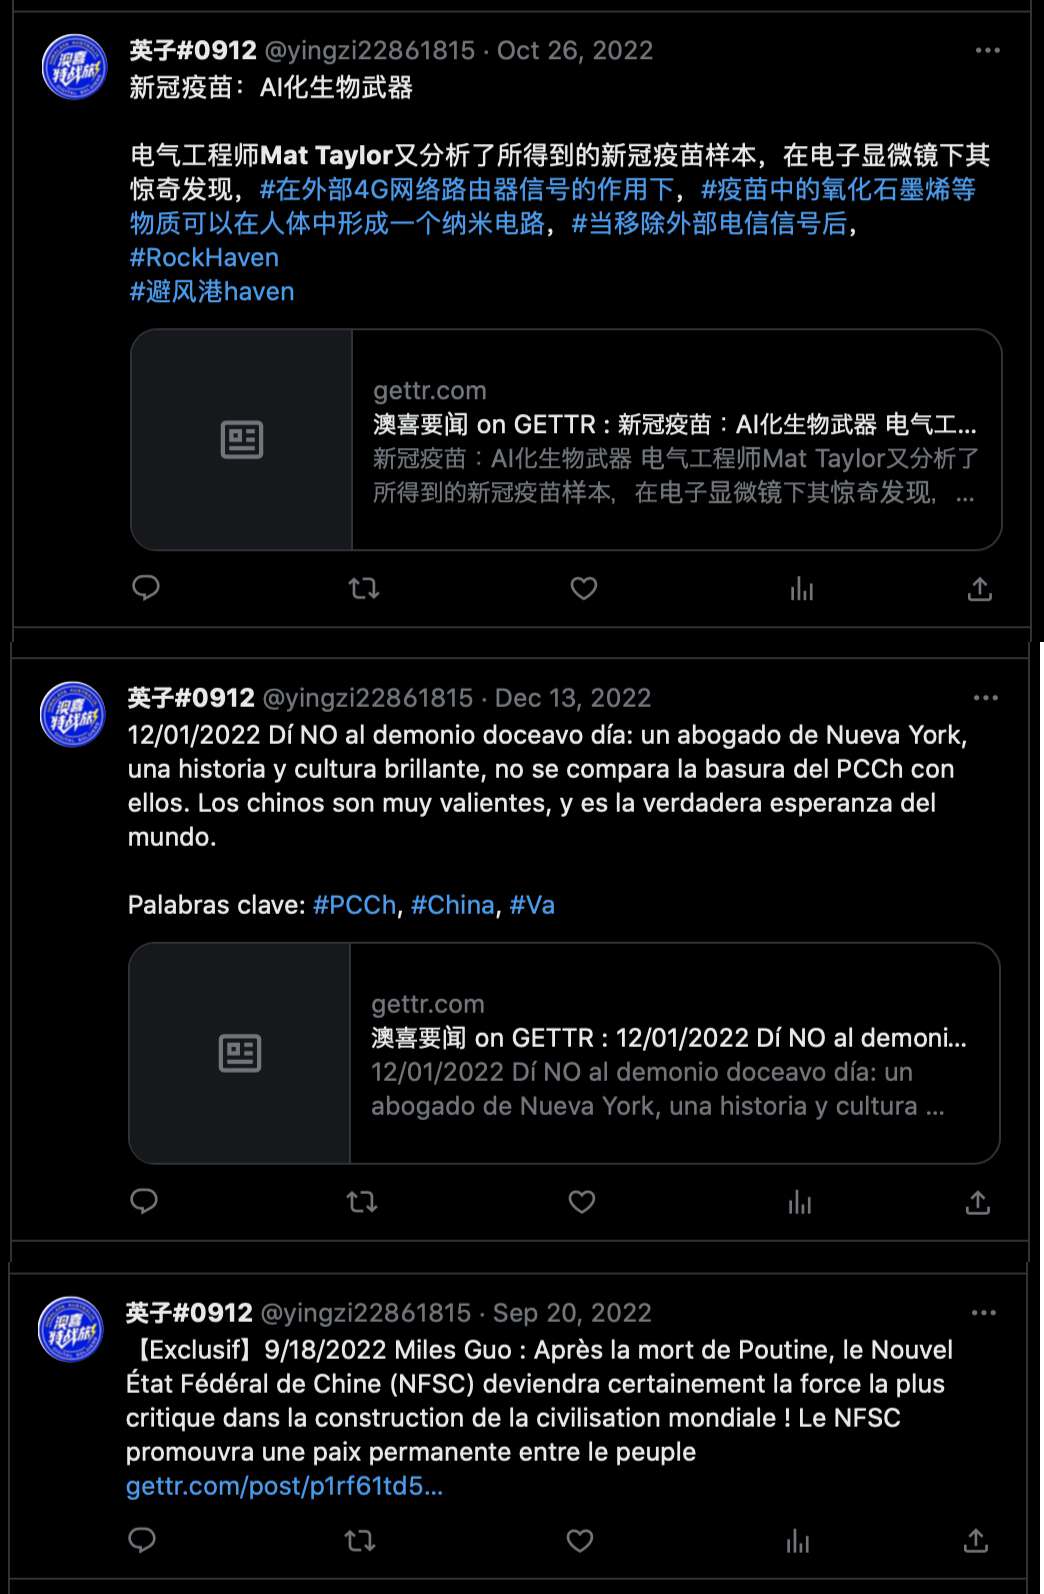 英子#0912 @yingzi22861815 · Oct 26, 2022
新冠疫苗：AI化生物武器
电气工程师Mat Taylor又分析了所得到的新冠疫苗样本，在电子显微镜下其
惊奇发现，#在外部4G网络路由器信号的作用下，#疫苗中的氧化石墨烯等
物质可以在人体中形成一个纳米电路，#当移除外部电信信号后，
#RockHaven
#避风港haven
gettr.com
澳喜要闻 on GETTR : 新冠疫苗：AI化生物武器 电气工...
新冠疫苗：AI化生物武器 电气工程师Mat Taylor又分析了
所得到的新冠疫苗样本，在电子显微镜下其惊奇发现，...
澳喜
特战旅
英子#0912 @yingzi22861815 · Dec 13, 2022
12/01/2022 Dí NO al demonio doceavo día: un abogado de Nueva York,
una historia y cultura brillante, no se compara la basura del PCCh con
ellos. Los chinos son muy valientes, y es la verdadera esperanza del
mundo.
Palabras clave: #PCCh, #China, #Va
gettr.com
澳喜要闻 on GETTR : 12/01/2022 Dí NO al demoni...
12/01/2022 Dí NO al demonio doceavo día: un
abogado de Nueva York, una historia y cultura ...
澳喜
特战旅
英子#0912 @yingzi22861815 · Sep 20, 2022
【Exclusif】9/18/2022 Miles Guo : Après la mort de Poutine, le Nouvel
État Fédéral de Chine (NFSC) deviendra certainement la force la plus
critique dans la construction de la civilisation mondiale ! Le NFSC
promouvra une paix permanente entre le peuple
gettr.com/post/p1rf61td5...
澳喜
特战旅